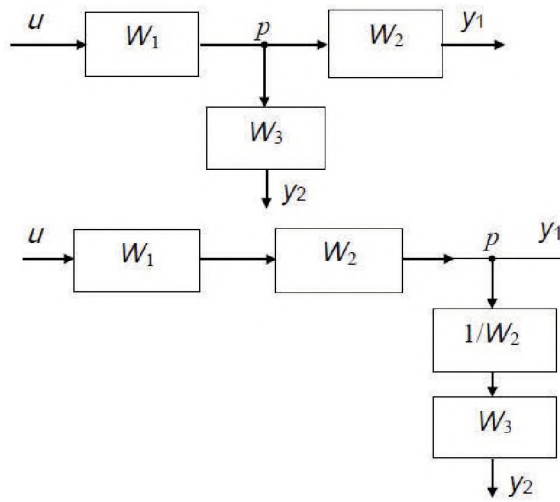 u W₁ p W₂ y₁
W₃
y₂
u W₁ W₂ p y₁
1/W₂
W₃
y₂